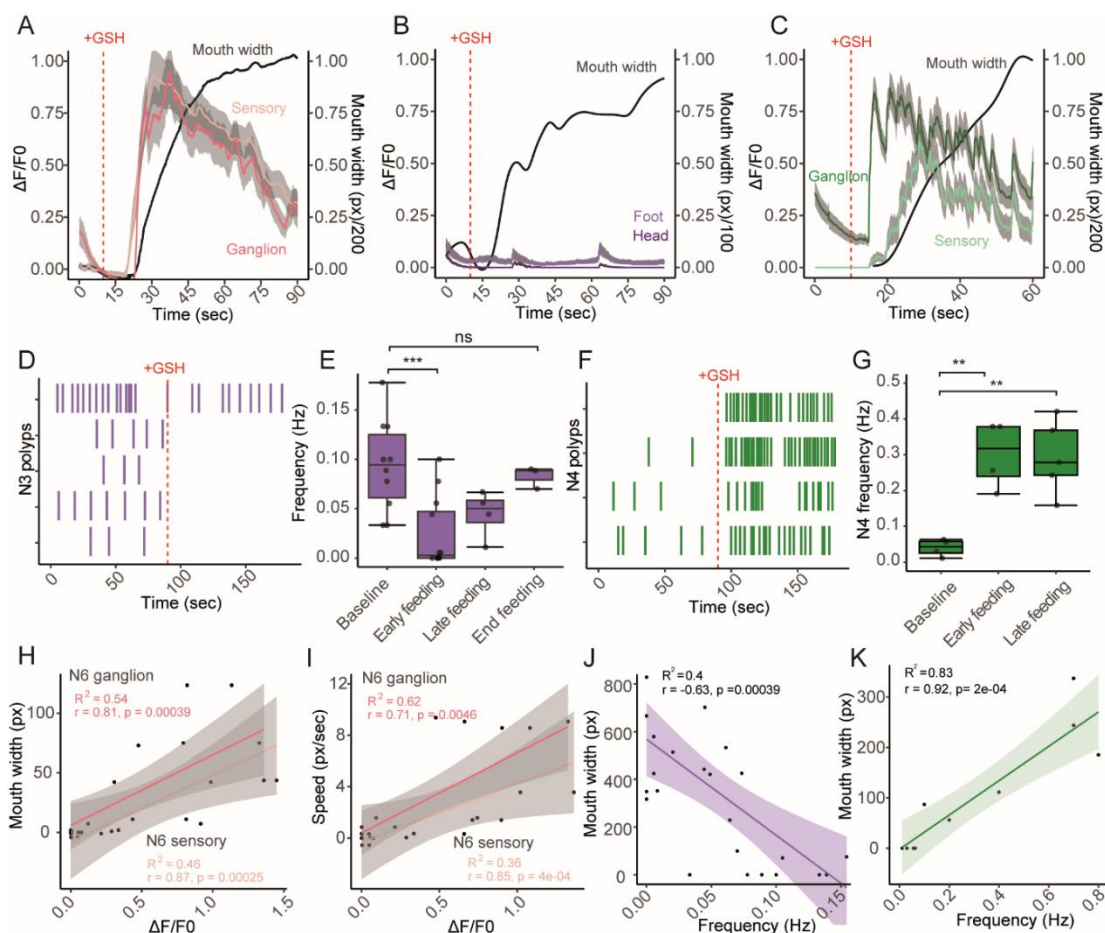 A
+GSH
Mouth width
Sensory
Ganglion
ΔF/F0
1.00
0.75
0.50
0.25
0.00
Mouth width (px)/200
1.00
0.75
0.50
0.25
0.00
0 15 30 45 60 75 90
Time (sec)
B
+GSH
Mouth width
Foot
Head
ΔF/F0
1.00
0.75
0.50
0.25
0.00
Mouth width (px)/100
1.00
0.75
0.50
0.25
0.00
0 15 30 45 60 75 90
Time (sec)
C
+GSH
Mouth width
Ganglion
Sensory
ΔF/F0
1.00
0.75
0.50
0.25
0.00
Mouth width (px)/200
1.00
0.75
0.50
0.25
0.00
0 20 40 60
Time (sec)
D
+GSH
N3 polyps
0 50 100 150
Time (sec)
E
ns
***
Frequency (Hz)
0.15
0.10
0.05
0.00
Baseline
Early feeding
Late feeding
End feeding
F
+GSH
N4 polyps
0 50 100 150
Time (sec)
G
**
**
N4 frequency (Hz)
0.5
0.4
0.3
0.2
0.1
0.0
Baseline
Early feeding
Late feeding
H
N6 ganglion
R² = 0.54
r = 0.81, p = 0.00039
N6 sensory
R² = 0.46
r = 0.87, p = 0.00025
Mouth width (px)
100
50
0
0.0 0.5 1.0 1.5
ΔF/F0
I
N6 ganglion
R² = 0.62
r = 0.71, p = 0.0046
N6 sensory
R² = 0.36
r = 0.85, p = 4e-04
Speed (px/sec)
12
8
4
0
0.0 0.5 1.0
ΔF/F0
J
R² = 0.4
r = -0.63, p = 0.00039
Mouth width (px)
800
600
400
200
0
0.00 0.05 0.10 0.15
Frequency (Hz)
K
R² = 0.83
r = 0.92, p= 2e-04
Mouth width (px)
300
200
100
0
0.0 0.2 0.4 0.6 0.8
Frequency (Hz)